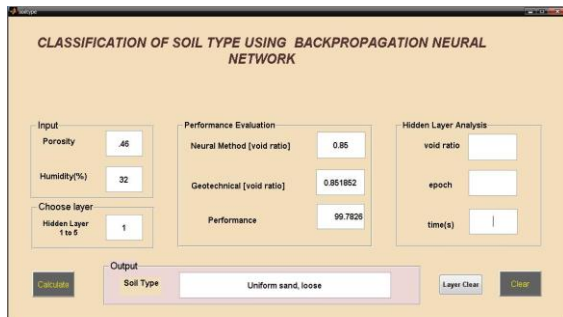 soiltype
CLASSIFICATION OF SOIL TYPE USING BACKPROPAGATION NEURAL
NETWORK
Input
Porosity .46
Humidity(%) 32
Choose layer
Hidden Layer
1 to 5
1
Performance Evaluation
Neural Method [void ratio] 0.85
Geotechnical [void ratio] 0.851852
Performance 99.7826
Hidden Layer Analysis
void ratio
epoch
time(s)
Calculate
Output
Soil Type Uniform sand, loose
Layer Clear
Clear